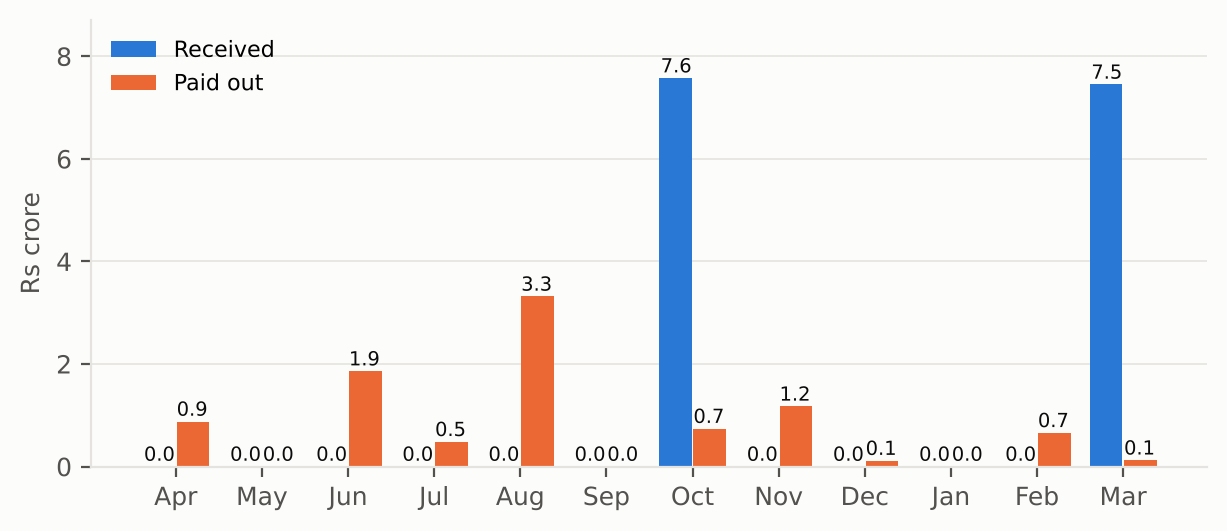 Received
Paid out
Rs crore
8
6
4
2
0
0.0 0.9 0.0 0.0 0.0 1.9 0.0 0.5 0.0 3.3 0.0 0.0 7.6 0.7 0.0 1.2 0.0 0.1 0.0 0.0 0.0 0.7 7.5 0.1
Apr May Jun Jul Aug Sep Oct Nov Dec Jan Feb Mar